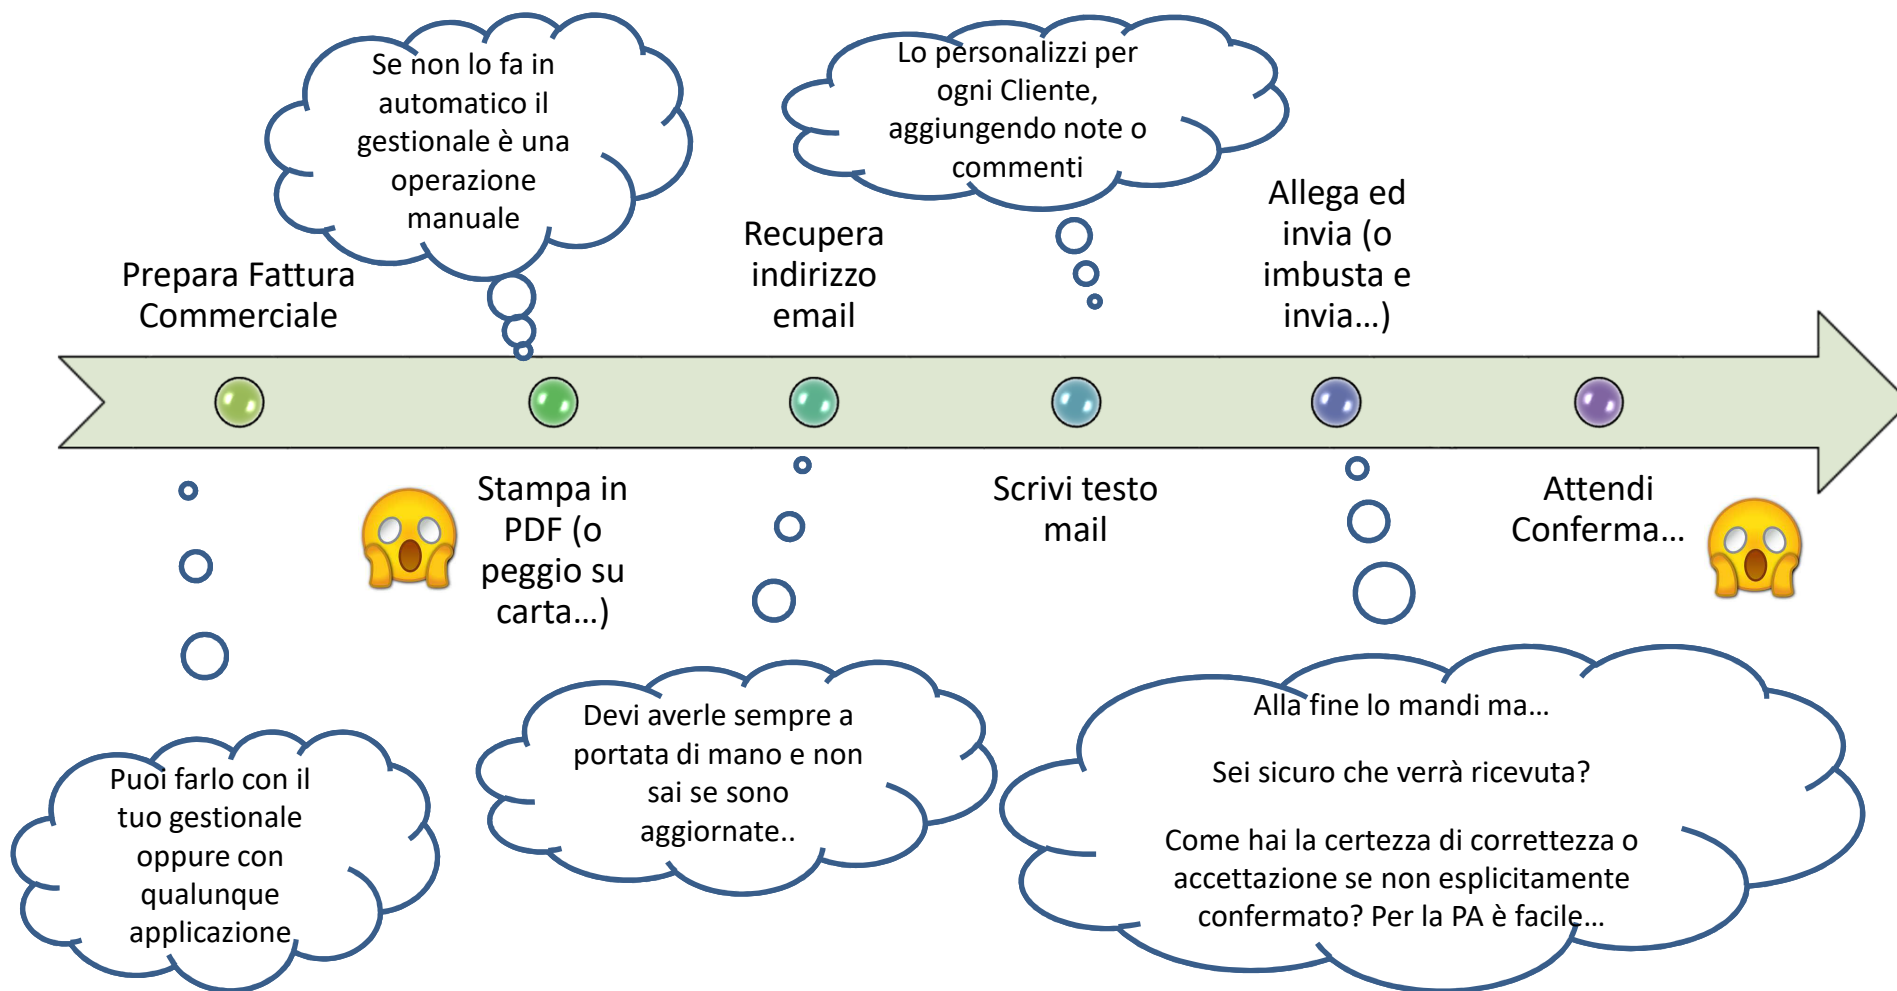 Se non lo fa in
automatico il
gestionale è una
operazione
manuale
Lo personalizzi per
ogni Cliente,
aggiungendo note o
commenti
Prepara Fattura
Commerciale
Recupera
indirizzo
email
Allega ed
invia (o
imbusta e
invia…)
Stampa in
PDF (o
peggio su
carta…)
Scrivi testo
mail
Attendi
Conferma…
Puoi farlo con il
tuo gestionale
oppure con
qualunque
applicazione
Devi averle sempre a
portata di mano e non
sai se sono
aggiornate..
Alla fine lo mandi ma…
Sei sicuro che verrà ricevuta?
Come hai la certezza di correttezza o
accettazione se non esplicitamente
confermato? Per la PA è facile…